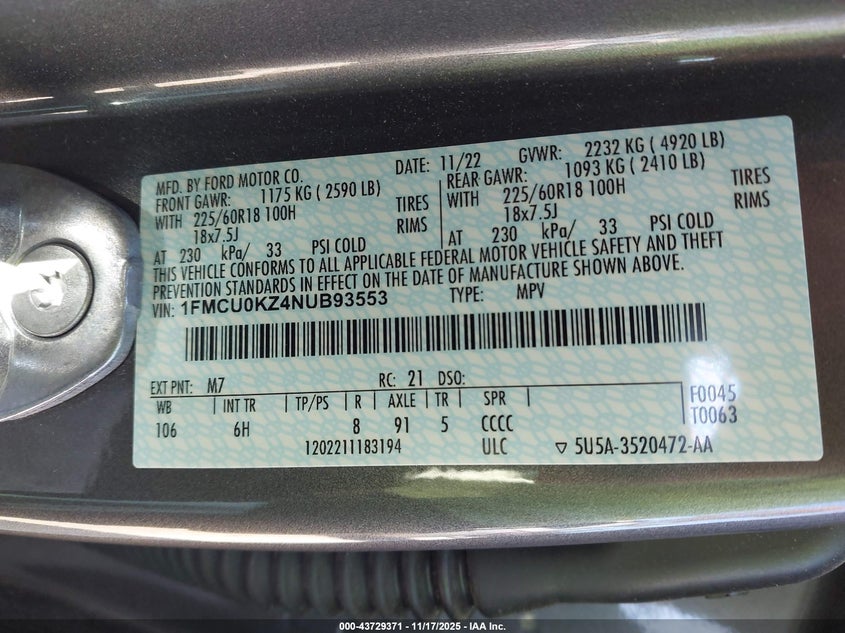 MFD. BY FORD MOTOR CO. DATE: 11/22 GVWR: 2232 KG ( 4920 LB)
FRONT GAWR: 1175 KG ( 2590 LB) REAR GAWR: 1093 KG ( 2410 LB)
WITH 225/60R18 100H TIRES WITH 225/60R18 100H TIRES
18x7.5J RIMS 18x7.5J RIMS
AT 230 kPa/ 33 PSI COLD AT 230 kPa/ 33 PSI COLD
THIS VEHICLE CONFORMS TO ALL APPLICABLE FEDERAL MOTOR VEHICLE SAFETY AND THEFT
PREVENTION STANDARDS IN EFFECT ON THE DATE OF MANUFACTURE SHOWN ABOVE.
VIN: 1FMCU0KZ4NUB93553 TYPE: MPV
EXT PNT: M7 RC: 21 DSO:
WB INT TR TP/PS R AXLE TR SPR F0045
106 6H 8 91 5 CCCC T0063
1202211183194 ULC ▽ 5U5A-3520472-AA
000-43729371 - 11/17/2025 - IAA Inc.